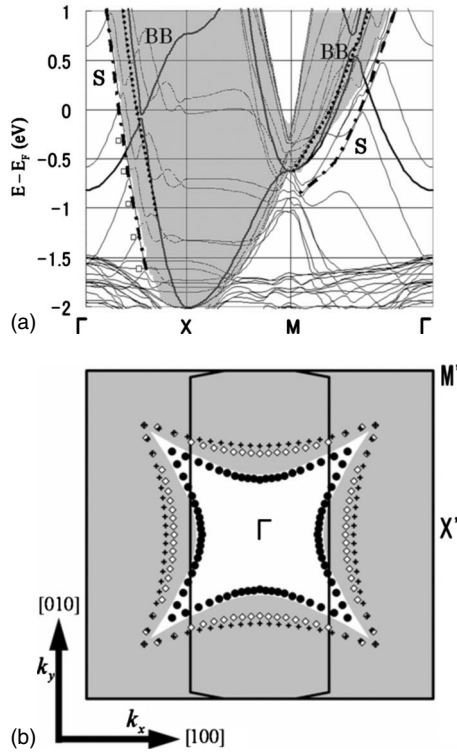 (a)
E−E_F (eV)
1
0.5
0
−0.5
−1
−1.5
−2
BB
BB
S
S
Γ X M Γ
(b)
M'
X'
Γ
[010]
k_y
k_x
[100]